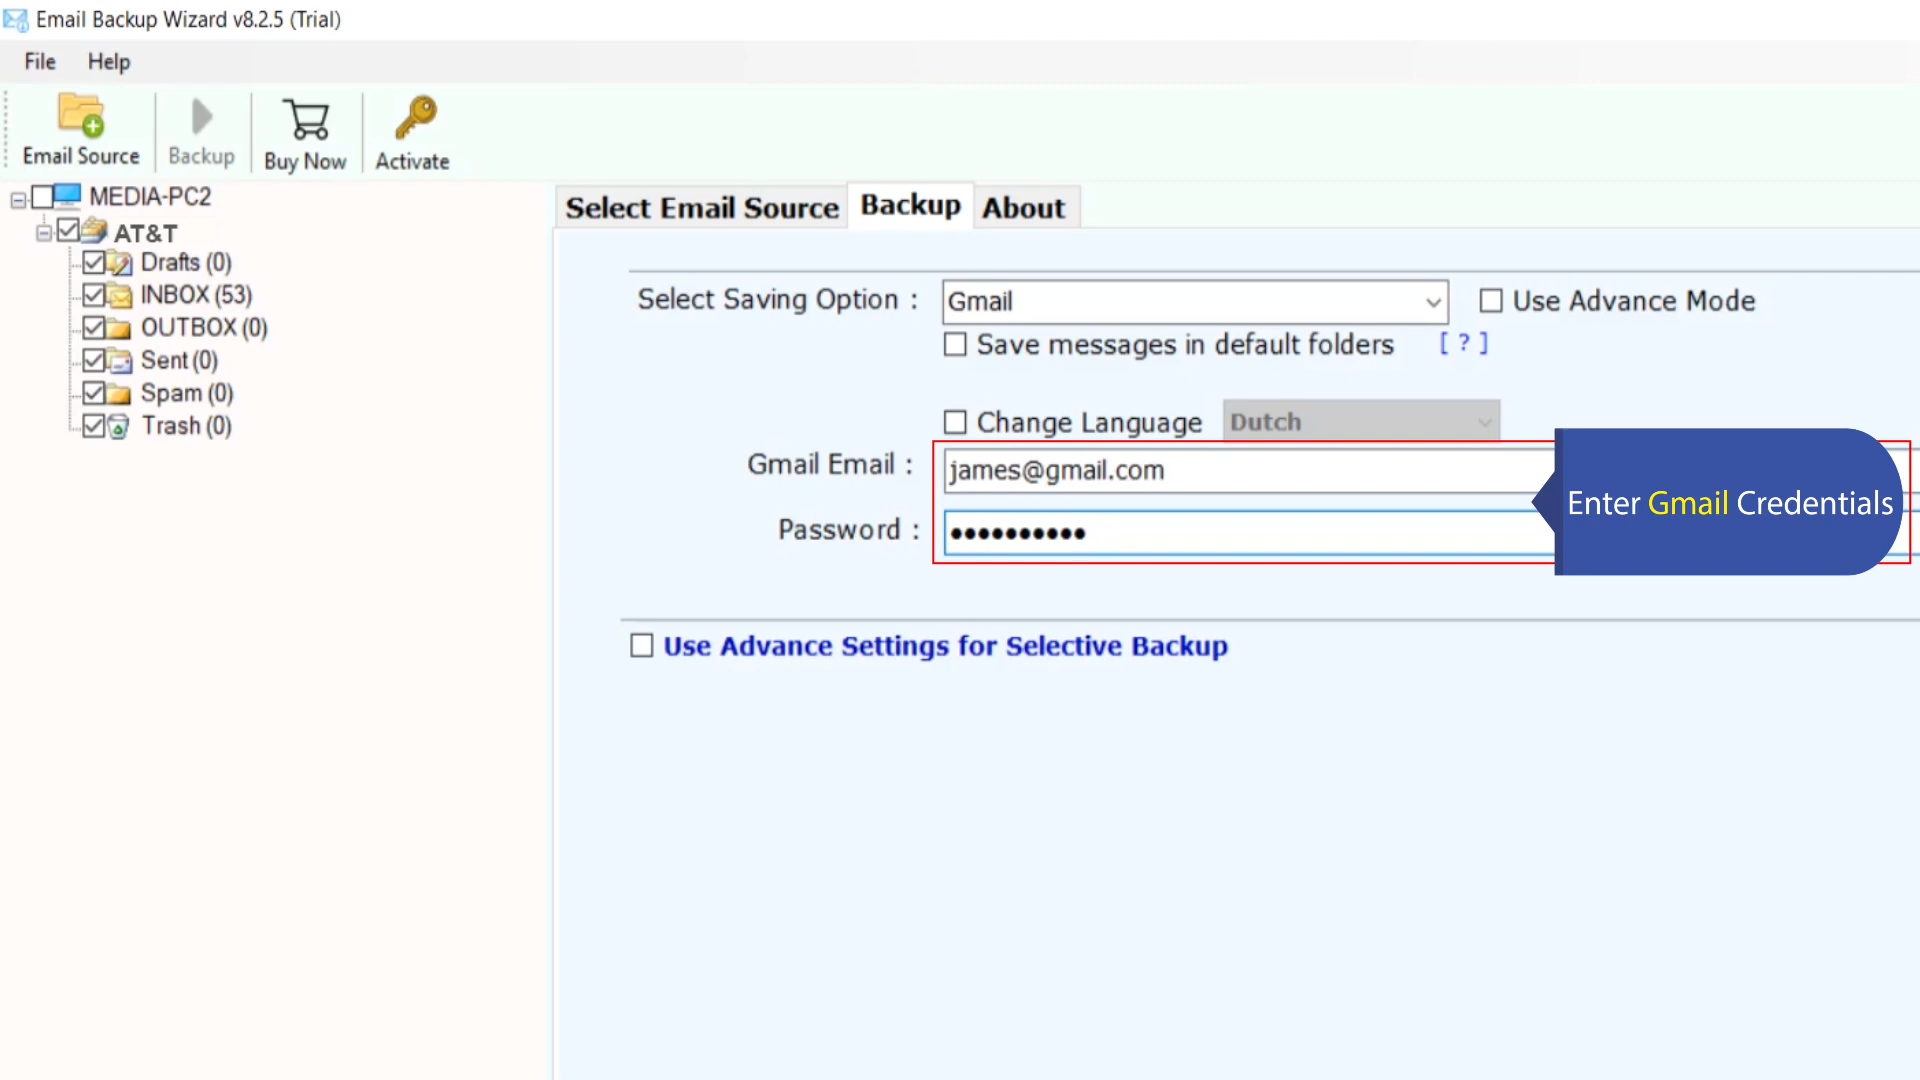 Email Backup Wizard v8.2.5 (Trial)
File Help
Email Source Backup Buy Now Activate
MEDIA-PC2
AT&T
Drafts (0)
INBOX (53)
OUTBOX (0)
Sent (0)
Spam (0)
Trash (0)
Select Email Source Backup About
Select Saving Option : Gmail Use Advance Mode
Save messages in default folders [ ? ]
Change Language Dutch
Gmail Email : james@gmail.com
Enter Gmail Credentials
Password : ••••••••••
Use Advance Settings for Selective Backup